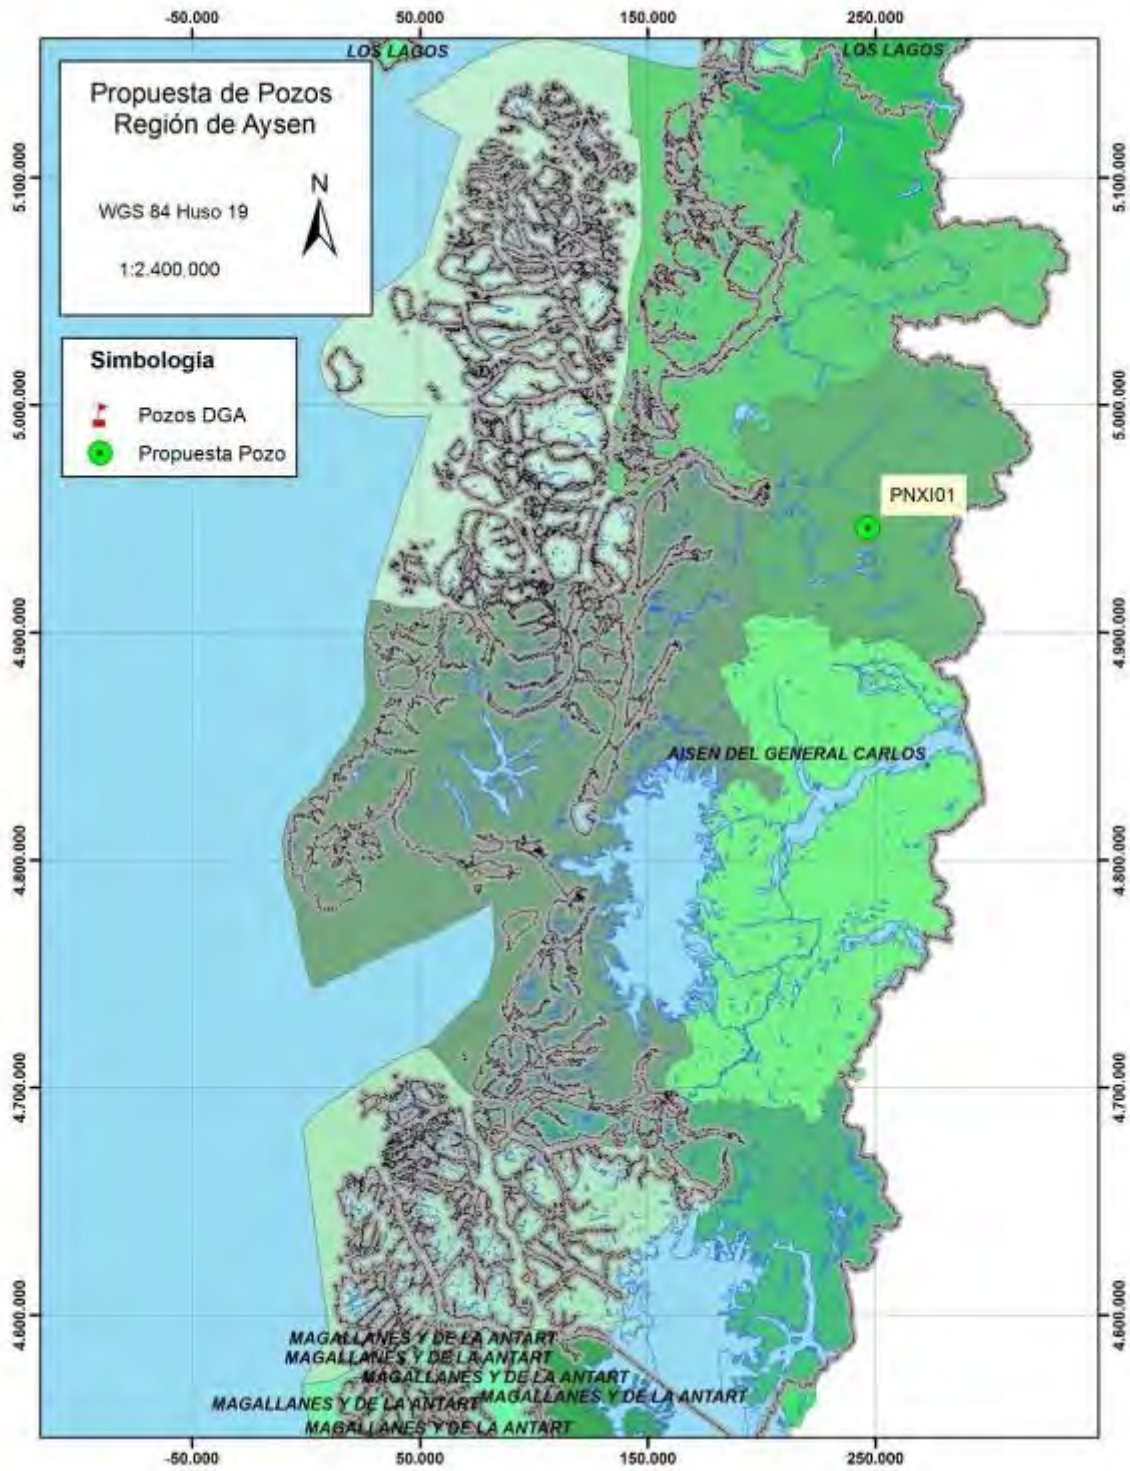 -50.000
50.000
150.000
250.000
LOS LAGOS
LOS LAGOS
Propuesta de Pozos
Región de Aysen
N
WGS 84 Huso 19
1:2.400.000
Simbología
Pozos DGA
Propuesta Pozo
PNXI01
AISEN DEL GENERAL CARLOS
5.100.000
5.100.000
5.000.000
5.000.000
4.900.000
4.900.000
4.800.000
4.800.000
4.700.000
4.700.000
4.600.000
4.600.000
MAGALLANES Y DE LA ANTART
MAGALLANES Y DE LA ANTART
MAGALLANES Y DE LA ANTART
MAGALLANES Y DE LA ANTART
MAGALLANES Y DE LA ANTART
MAGALLANES Y DE LA ANTART
-50.000
50.000
150.000
250.000